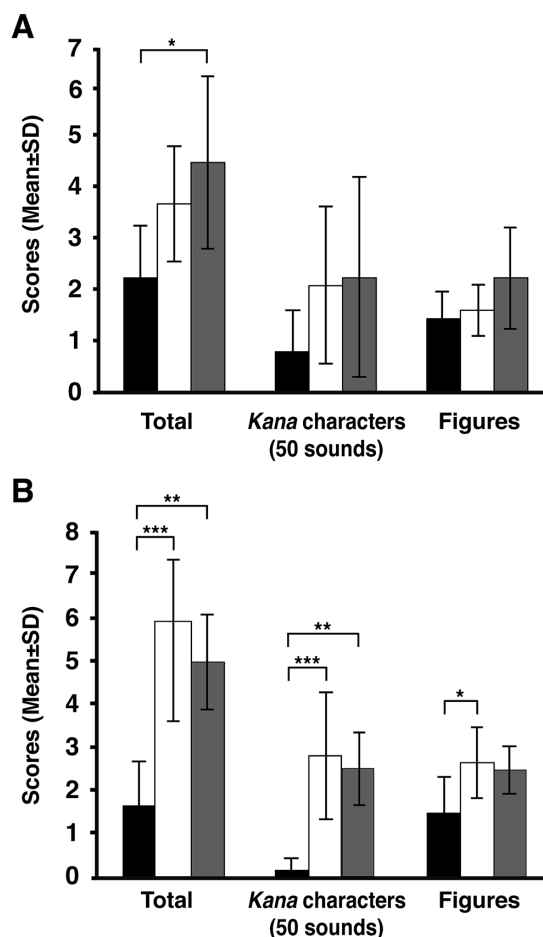 A
*
7
6
5
4
3
2
1
0
Scores (Mean±SD)
Total
Kana characters
(50 sounds)
Figures
B
**
***
**
***
*
8
7
6
5
4
3
2
1
0
Scores (Mean±SD)
Total
Kana characters
(50 sounds)
Figures